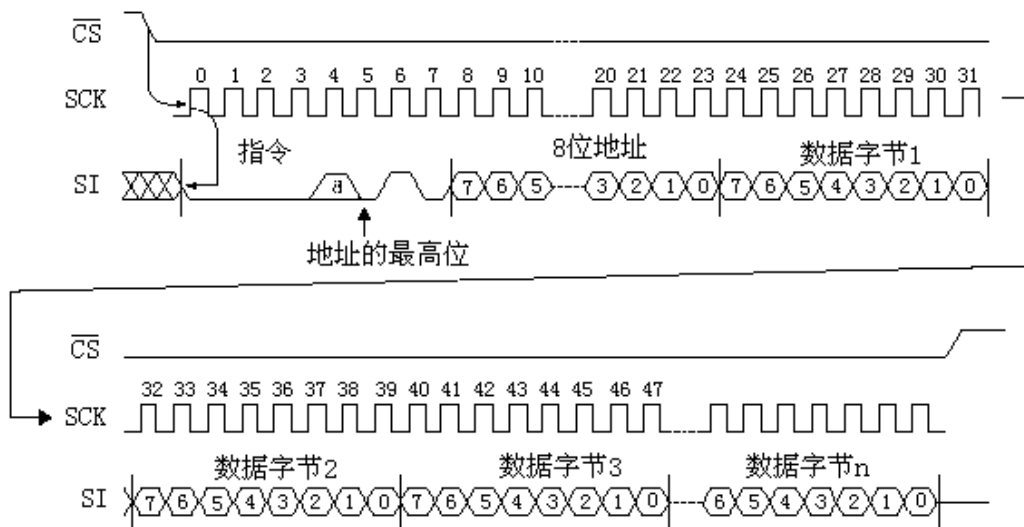 CS
0 1 2 3 4 5 6 7 8 9 10 20 21 22 23 24 25 26 27 28 29 30 31
SCK
指令 8位地址 数据字节1
SI a 7 6 5 3 2 1 0 7 6 5 4 3 2 1 0
地址的最高位
CS
32 33 34 35 36 37 38 39 40 41 42 43 44 45 46 47
SCK
数据字节2 数据字节3 数据字节n
SI 7 6 5 4 3 2 1 0 7 6 5 4 3 2 1 0 6 5 4 3 2 1 0